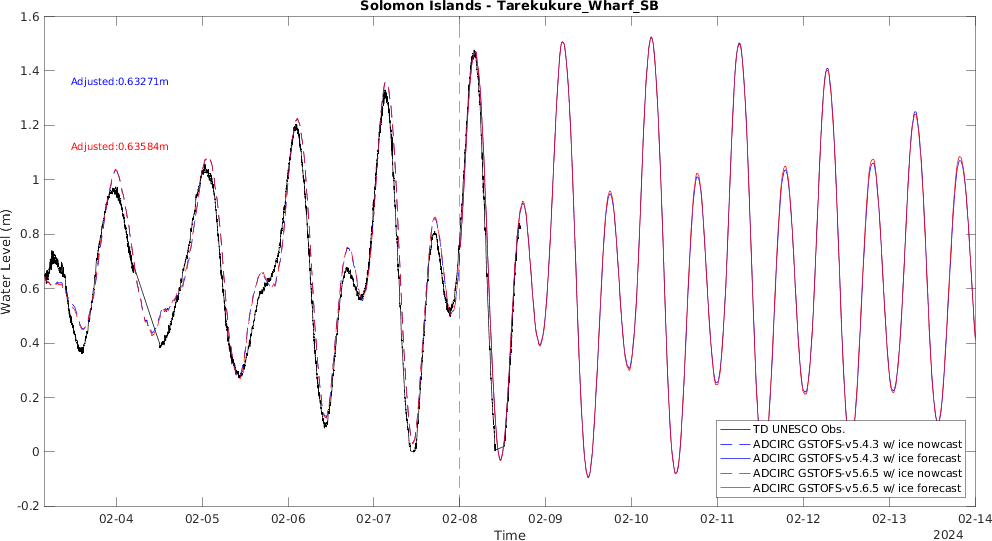 Solomon Islands - Tarekukure_Wharf_SB
1.6
1.4
1.2
1
0.8
0.6
0.4
0.2
0
-0.2
Water Level (m)
Adjusted:0.63271m
Adjusted:0.63584m
TD UNESCO Obs.
ADCIRC GSTOFS-v5.4.3 w/ ice nowcast
ADCIRC GSTOFS-v5.4.3 w/ ice forecast
ADCIRC GSTOFS-v5.6.5 w/ ice nowcast
ADCIRC GSTOFS-v5.6.5 w/ ice forecast
02-04 02-05 02-06 02-07 02-08 02-09 02-10 02-11 02-12 02-13 02-14
Time
2024